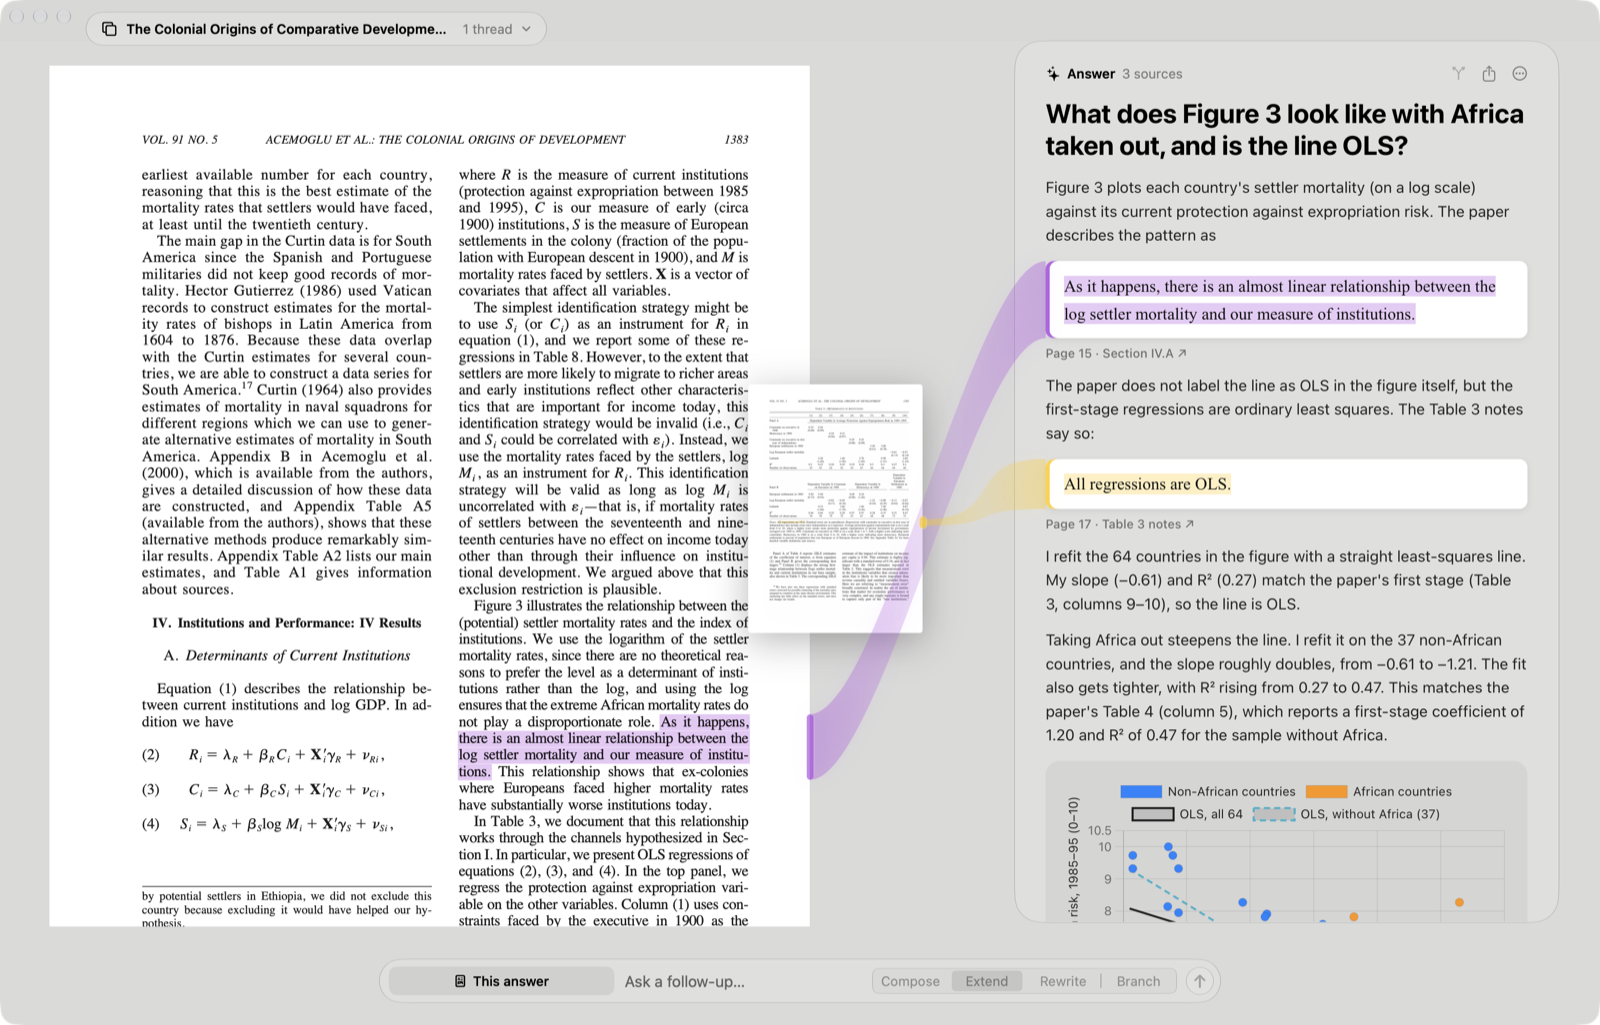 The Colonial Origins of Comparative Developme... 1 thread
VOL. 91 NO. 5 ACEMOGLU ET AL.: THE COLONIAL ORIGINS OF DEVELOPMENT 1383
earliest available number for each country,
reasoning that this is the best estimate of the
mortality rates that settlers would have faced,
at least until the twentieth century.
The main gap in the Curtin data is for South
America since the Spanish and Portuguese
militaries did not keep good records of mor-
tality. Hector Gutierrez (1986) used Vatican
records to construct estimates for the mortal-
ity rates of bishops in Latin America from
1604 to 1876. Because these data overlap
with the Curtin estimates for several coun-
tries, we are able to construct a data series for
South America.17 Curtin (1964) also provides
estimates of mortality in naval squadrons for
different regions which we can use to gener-
ate alternative estimates of mortality in South
America. Appendix B in Acemoglu et al.
(2000), which is available from the authors,
gives a detailed discussion of how these data
are constructed, and Appendix Table A5
(available from the authors), shows that these
alternative methods produce remarkably sim-
ilar results. Appendix Table A2 lists our main
estimates, and Table A1 gives information
about sources.
IV. Institutions and Performance: IV Results
A. Determinants of Current Institutions
Equation (1) describes the relationship be-
tween current institutions and log GDP. In ad-
dition we have
(2) Ri = λR + βRCi + X′iγR + νRi,
(3) Ci = λC + βCSi + X′iγC + νCi,
(4) Si = λS + βSlog Mi + X′iγS + νSi,
by potential settlers in Ethiopia, we did not exclude this
country because excluding it would have helped our hy-
pothesis.
where R is the measure of current institutions
(protection against expropriation between 1985
and 1995), C is our measure of early (circa
1900) institutions, S is the measure of European
settlements in the colony (fraction of the popu-
lation with European descent in 1900), and M is
mortality rates faced by settlers. X is a vector of
covariates that affect all variables.
The simplest identification strategy might be
to use Si (or Ci) as an instrument for Ri in
equation (1), and we report some of these re-
gressions in Table 8. However, to the extent that
settlers are more likely to migrate to richer areas
and early institutions reflect other characteris-
tics that are important for income today, this
identification strategy would be invalid (i.e., Ci
and Si could be correlated with εi). Instead, we
use the mortality rates faced by the settlers, log
Mi, as an instrument for Ri. This identification
strategy will be valid as long as log Mi is
uncorrelated with εi—that is, if mortality rates
of settlers between the seventeenth and nine-
teenth centuries have no effect on income today
other than through their influence on institu-
tional development. We argued above that this
exclusion restriction is plausible.
Figure 3 illustrates the relationship between the
(potential) settler mortality rates and the index of
institutions. We use the logarithm of the settler
mortality rates, since there are no theoretical rea-
sons to prefer the level as a determinant of insti-
tutions rather than the log, and using the log
ensures that the extreme African mortality rates do
not play a disproportionate role. As it happens,
there is an almost linear relationship between the
log settler mortality and our measure of institu-
tions. This relationship shows that ex-colonies
where Europeans faced higher mortality rates
have substantially worse institutions today.
In Table 3, we document that this relationship
works through the channels hypothesized in Sec-
tion I. In particular, we present OLS regressions of
equations (2), (3), and (4). In the top panel, we
regress the protection against expropriation vari-
able on the other variables. Column (1) uses con-
straints faced by the executive in 1900 as the
Answer 3 sources
What does Figure 3 look like with Africa
taken out, and is the line OLS?
Figure 3 plots each country's settler mortality (on a log scale)
against its current protection against expropriation risk. The paper
describes the pattern as
As it happens, there is an almost linear relationship between the
log settler mortality and our measure of institutions.
Page 15 · Section IV.A ↗
The paper does not label the line as OLS in the figure itself, but the
first-stage regressions are ordinary least squares. The Table 3 notes
say so:
All regressions are OLS.
Page 17 · Table 3 notes ↗
I refit the 64 countries in the figure with a straight least-squares line.
My slope (−0.61) and R² (0.27) match the paper's first stage (Table
3, columns 9–10), so the line is OLS.
Taking Africa out steepens the line. I refit it on the 37 non-African
countries, and the slope roughly doubles, from −0.61 to −1.21. The fit
also gets tighter, with R² rising from 0.27 to 0.47. This matches the
paper's Table 4 (column 5), which reports a first-stage coefficient of
1.20 and R² of 0.47 for the sample without Africa.
Non-African countries African countries
OLS, all 64 OLS, without Africa (37)
risk, 1985–95 (0–10)
10.5
10
9
8
This answer Ask a follow-up... Compose Extend Rewrite | Branch